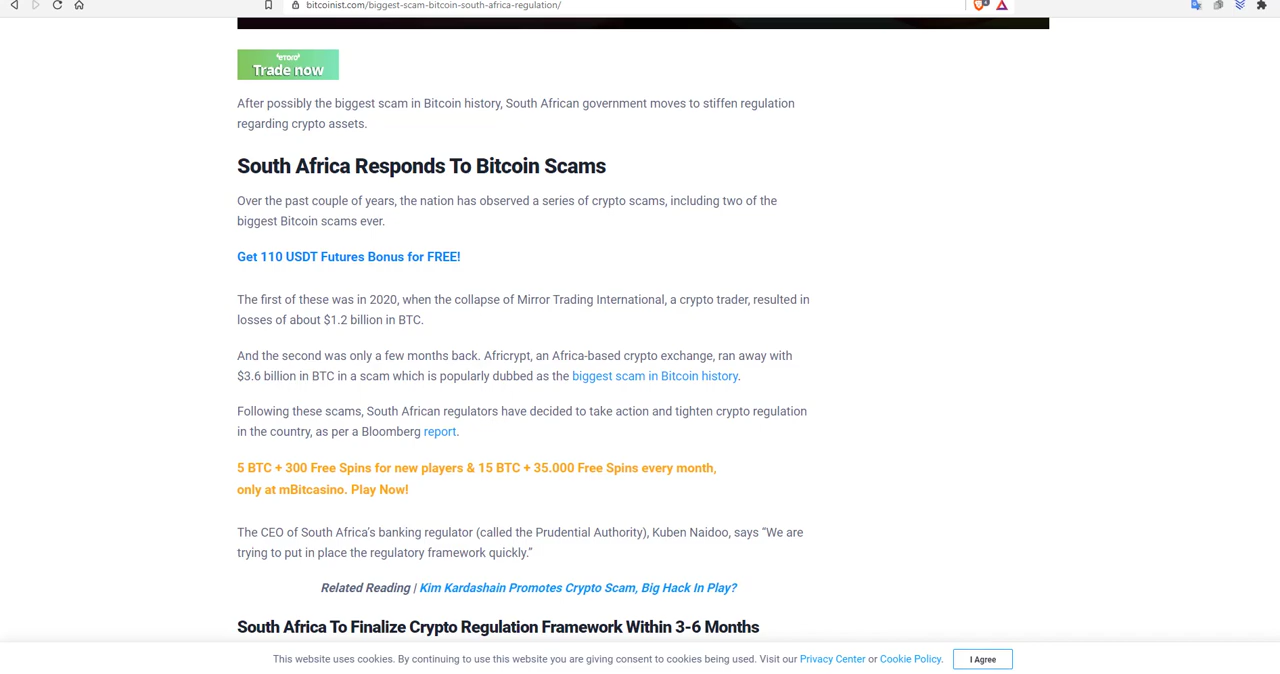 bitcoinist.com/biggest-scam-bitcoin-south-africa-regulation/
eToro
Trade now
After possibly the biggest scam in Bitcoin history, South African government moves to stiffen regulation
regarding crypto assets.
South Africa Responds To Bitcoin Scams
Over the past couple of years, the nation has observed a series of crypto scams, including two of the
biggest Bitcoin scams ever.
Get 110 USDT Futures Bonus for FREE!
The first of these was in 2020, when the collapse of Mirror Trading International, a crypto trader, resulted in
losses of about $1.2 billion in BTC.
And the second was only a few months back. Africrypt, an Africa-based crypto exchange, ran away with
$3.6 billion in BTC in a scam which is popularly dubbed as the biggest scam in Bitcoin history.
Following these scams, South African regulators have decided to take action and tighten crypto regulation
in the country, as per a Bloomberg report.
5 BTC + 300 Free Spins for new players & 15 BTC + 35.000 Free Spins every month,
only at mBitcasino. Play Now!
The CEO of South Africa’s banking regulator (called the Prudential Authority), Kuben Naidoo, says “We are
trying to put in place the regulatory framework quickly.”
Related Reading | Kim Kardashain Promotes Crypto Scam, Big Hack In Play?
South Africa To Finalize Crypto Regulation Framework Within 3-6 Months
This website uses cookies. By continuing to use this website you are giving consent to cookies being used. Visit our Privacy Center or Cookie Policy. I Agree